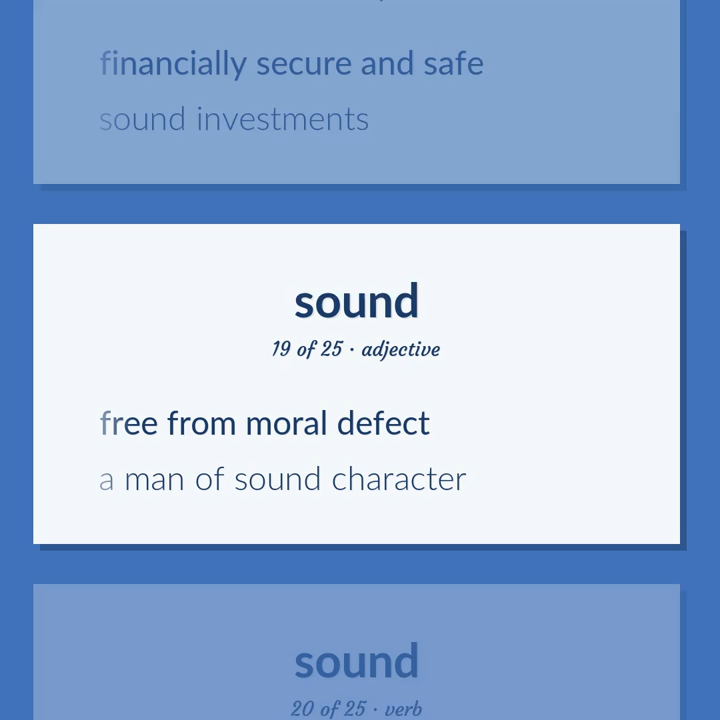 financially secure and safe
sound investments
sound
19 of 25 · adjective
free from moral defect
a man of sound character
sound
20 of 25 · verb